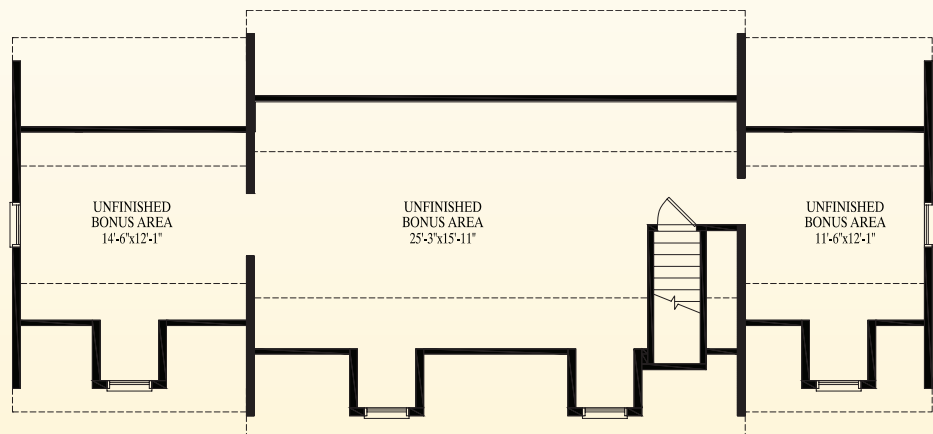 UNFINISHED
BONUS AREA
14'-6"x12'-1"
UNFINISHED
BONUS AREA
25'-3"x15'-11"
UNFINISHED
BONUS AREA
11'-6"x12'-1"